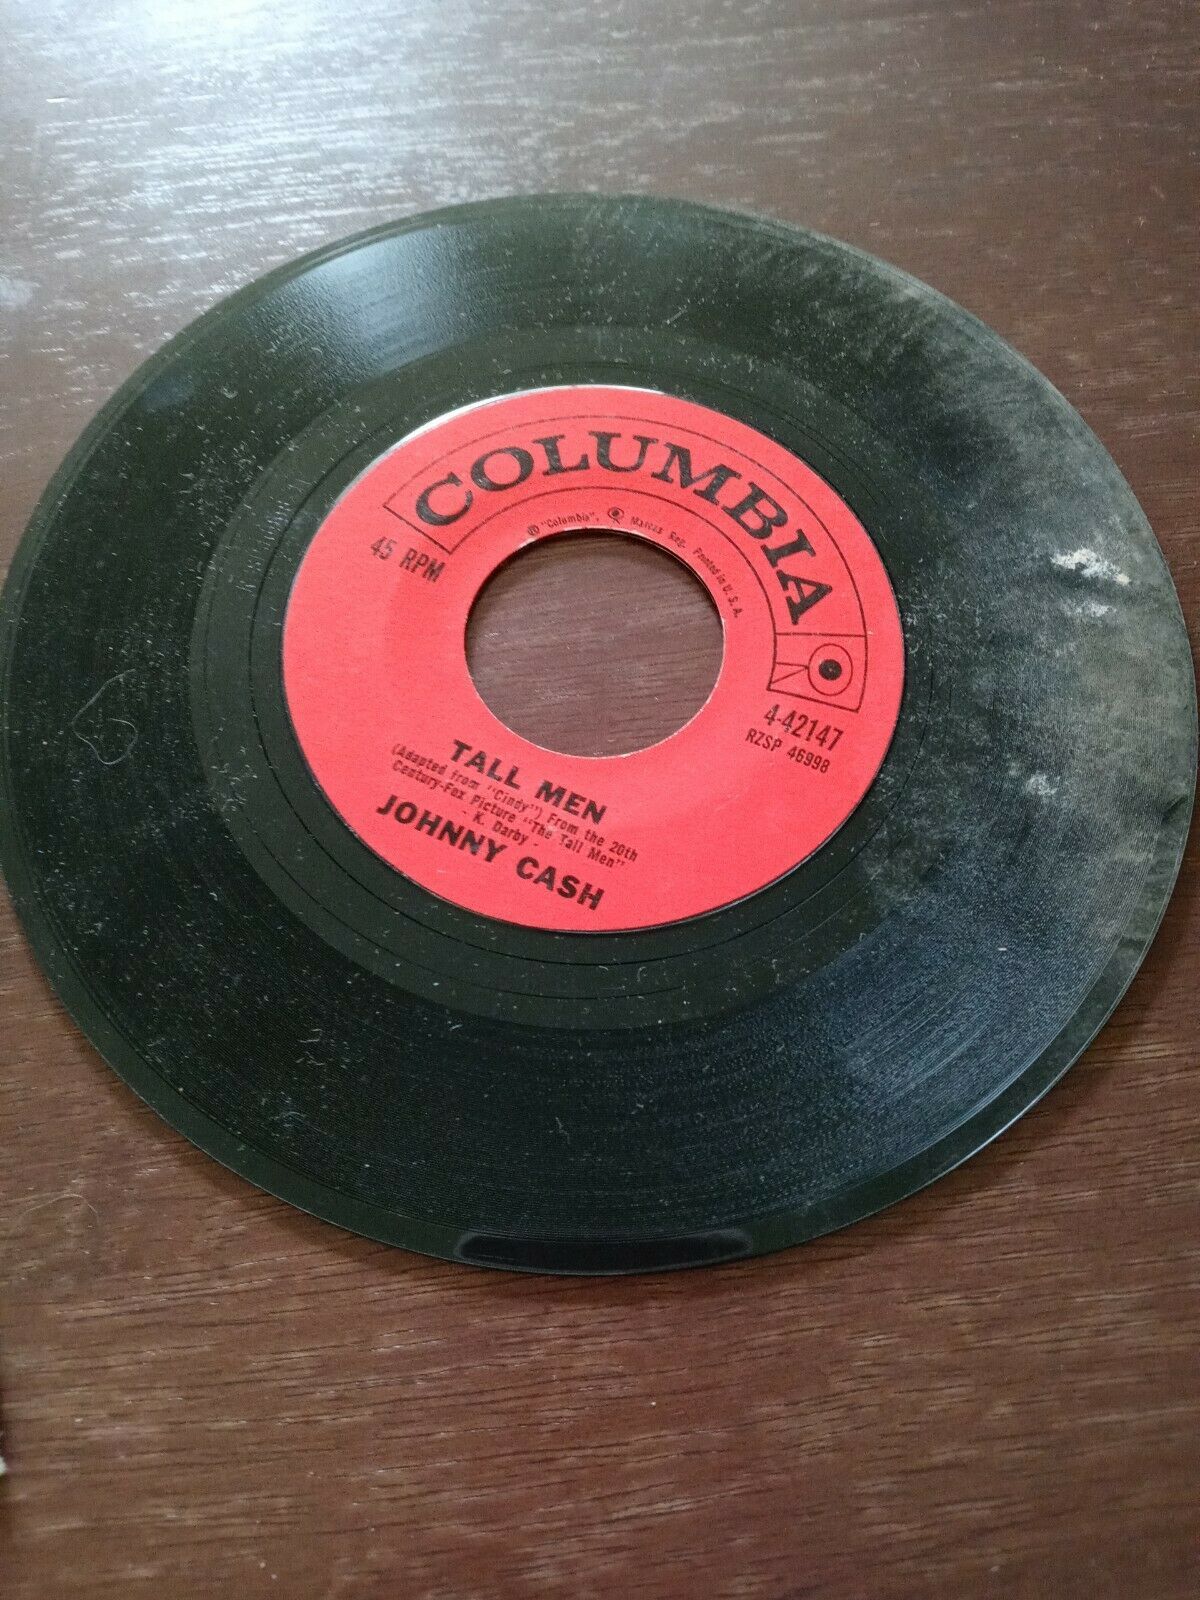 COLUMBIA
℗ "Columbia", Marcas Reg. Printed in U.S.A.
45 RPM
4-42147
RZSP 46998
TALL MEN
(Adapted from "Cindy") From the 20th
Century-Fox Picture "The Tall Men"
- K. Darby -
JOHNNY CASH